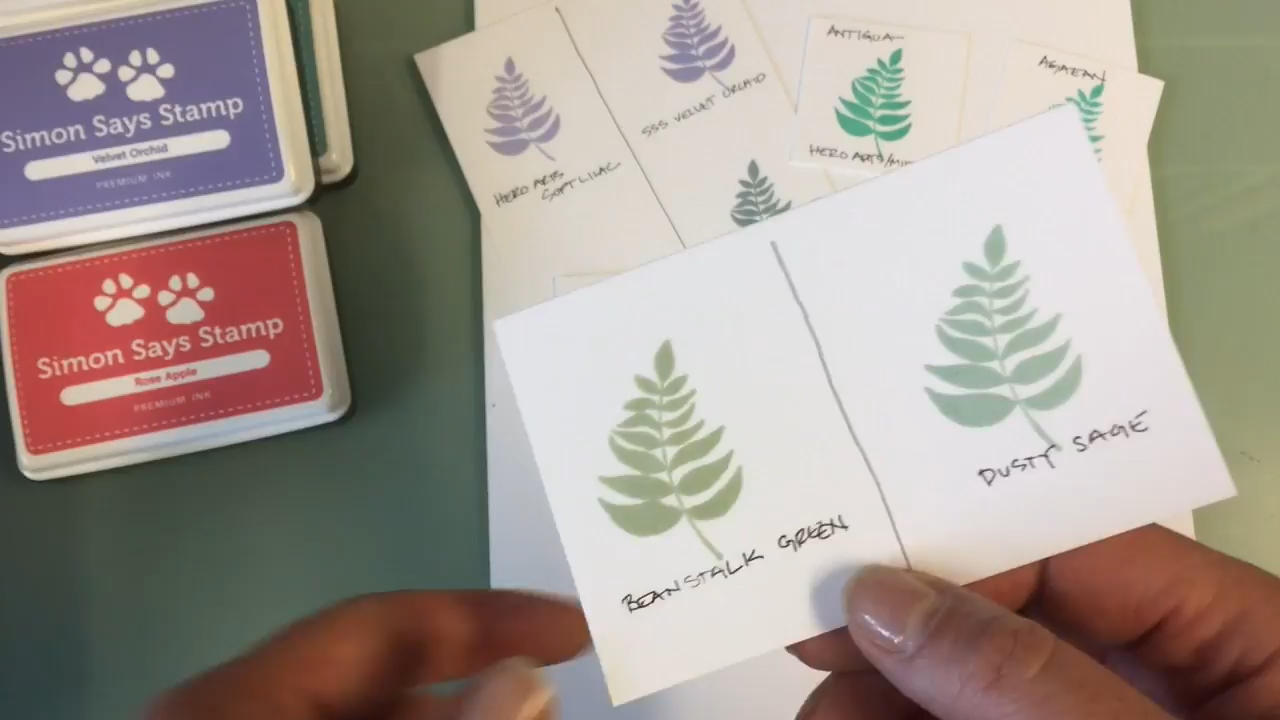 Simon Says Stamp
Velvet Orchid
PREMIUM INK
Simon Says Stamp
Rose Apple
PREMIUM INK
HERO ARTS
SOFT LILAC
SSS VELVET ORCHID
ANTIGUA
HERO ARTS/
BEANSTALK GREEN
DUSTY SAGE